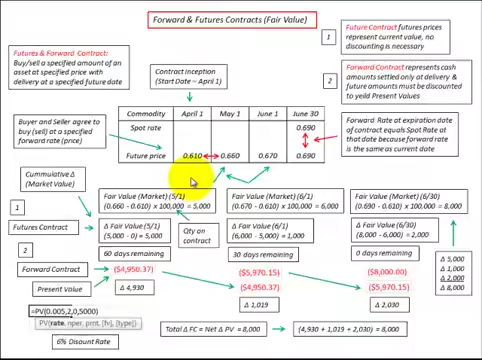 Forward & Futures Contracts (Fair Value)
1
Future Contract futures prices
represent current value, no
discounting is necessary
Futures & Forward Contract:
Buy/sell a specified amount of an
asset at specified price with
delivery at a specified future date
Contract Inception
(Start Date – April 1)
2
Forward Contract represents cash
amounts settled only at delivery &
future amounts must be discounted
to yeild Present Values
Commodity April 1 May 1 June 1 June 30
Spot rate 0.690
Future price 0.610 0.660 0.670 0.690
Buyer and Seller agree to
buy (sell) at a specified
forward rate (price)
Forward Rate at expiration date
of contract equals Spot Rate at
that date because forward rate
is the same as current date
Cummulative Δ
(Market Value)
1
Fair Value (Market) (5/1)
(0.660 - 0.610) x 100,000 = 5,000
Fair Value (Market) (6/1)
(0.670 - 0.610) x 100,000 = 6,000
Fair Value (Market) (6/30)
(0.690 - 0.610) x 100,000 = 8,000
Futures Contract
Δ Fair Value (5/1)
(5,000 - 0) = 5,000
Qty on
contract
Δ Fair Value (6/1)
(6,000 - 5,000) = 1,000
Δ Fair Value (6/30)
(8,000 - 6,000) = 2,000
2
60 days remaining
30 days remaining
0 days remaining
Δ 5,000
Δ 1,000
Δ 2,000
Δ 8,000
Forward Contract
($4,950.37)
($5,970.15)
($8,000.00)
Present Value
Δ 4,930
($4,950.37)
($5,970.15)
Δ 1,019
Δ 2,030
=PV(0.005,2,0,5000)
PV(rate, nper, pmt, [fv], [type])
6% Disount Rate
Total Δ FC = Net Δ PV = 8,000
(4,930 + 1,019 + 2,030) = 8,000